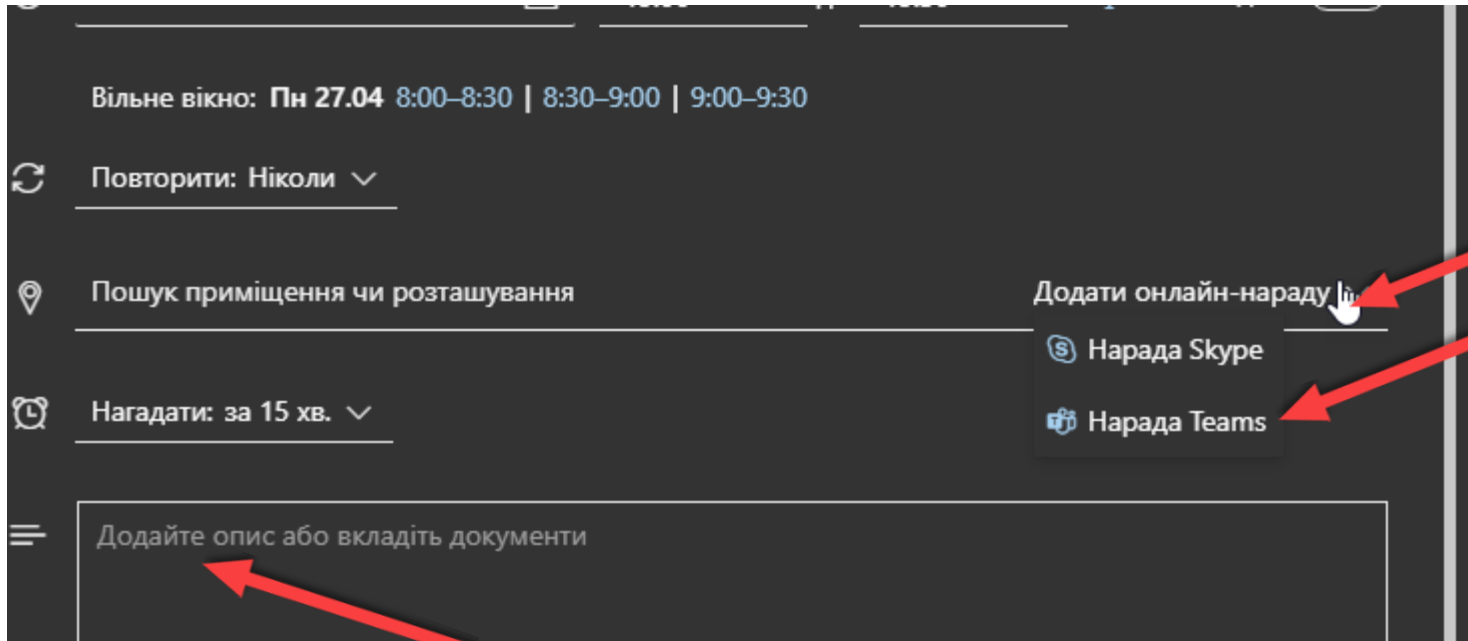 Вільне вікно: Пн 27.04 8:00–8:30 | 8:30–9:00 | 9:00–9:30
Повторити: Ніколи
Пошук приміщення чи розташування Додати онлайн-нараду
Нарада Skype
Нагадати: за 15 хв.
Нарада Teams
Додайте опис або вкладіть документи